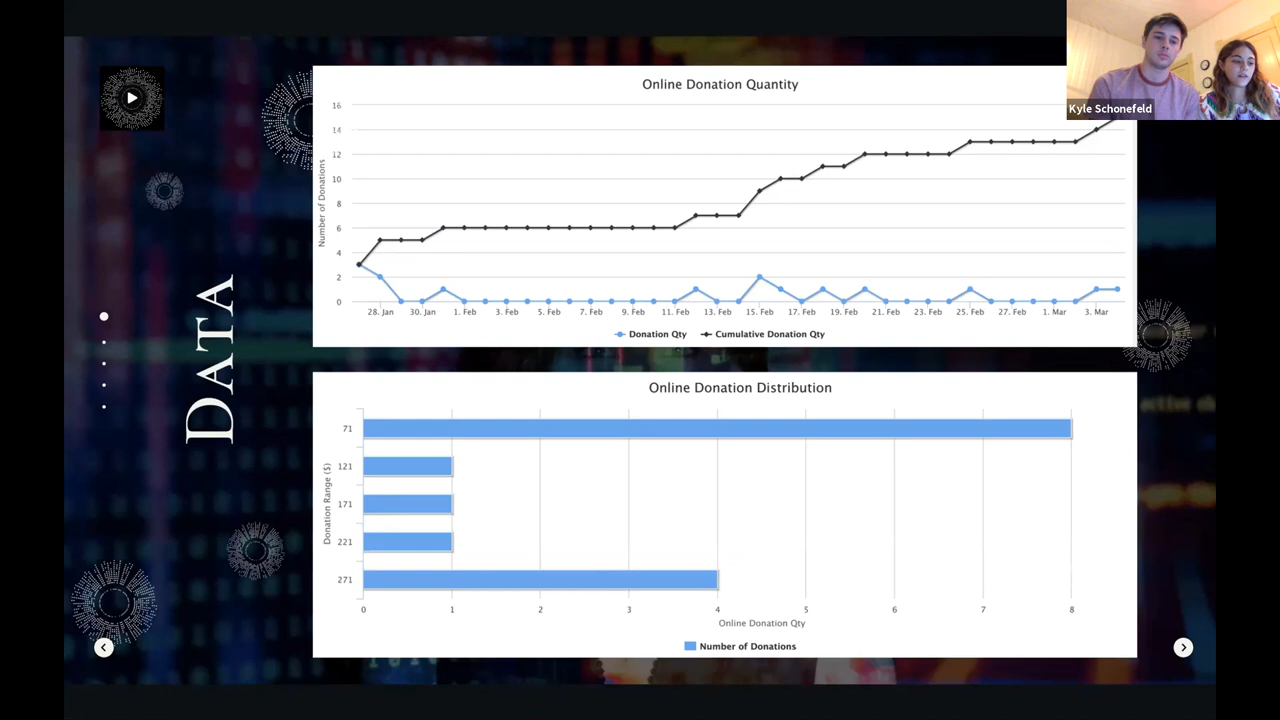 Online Donation Quantity
Kyle Schonefeld
16
14
12
10
8
6
4
2
0
Number of Donations
28. Jan 30. Jan 1. Feb 3. Feb 5. Feb 7. Feb 9. Feb 11. Feb 13. Feb 15. Feb 17. Feb 19. Feb 21. Feb 23. Feb 25. Feb 27. Feb 1. Mar 3. Mar
Donation Qty Cumulative Donation Qty
DATA
Online Donation Distribution
Donation Range ($)
71
121
171
221
271
0 1 2 3 4 5 6 7 8
Online Donation Qty
Number of Donations